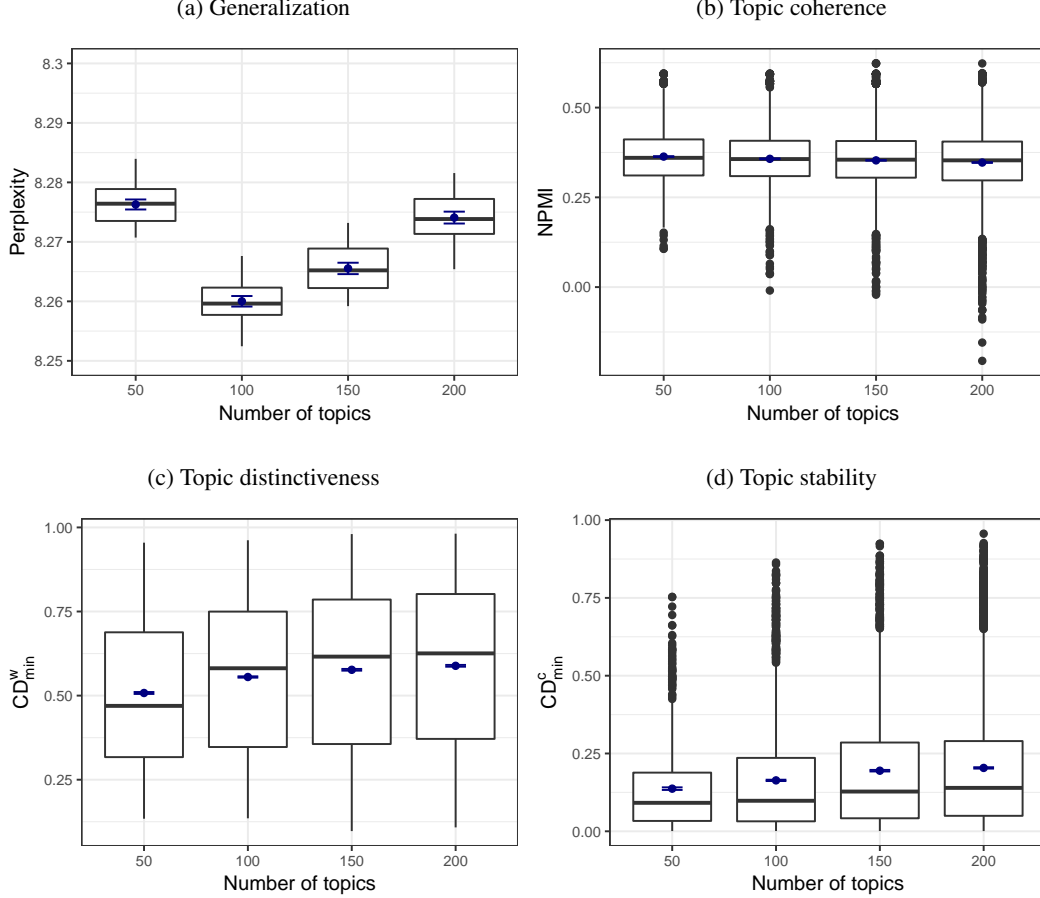 (a) Generalization
8.3
8.29
8.28
8.27
8.26
8.25
Perplexity
50 100 150 200
Number of topics
(b) Topic coherence
0.50
0.25
0.00
NPMI
50 100 150 200
Number of topics
(c) Topic distinctiveness
1.00
0.75
0.50
0.25
CD^w_min
50 100 150 200
Number of topics
(d) Topic stability
1.00
0.75
0.50
0.25
0.00
CD^c_min
50 100 150 200
Number of topics